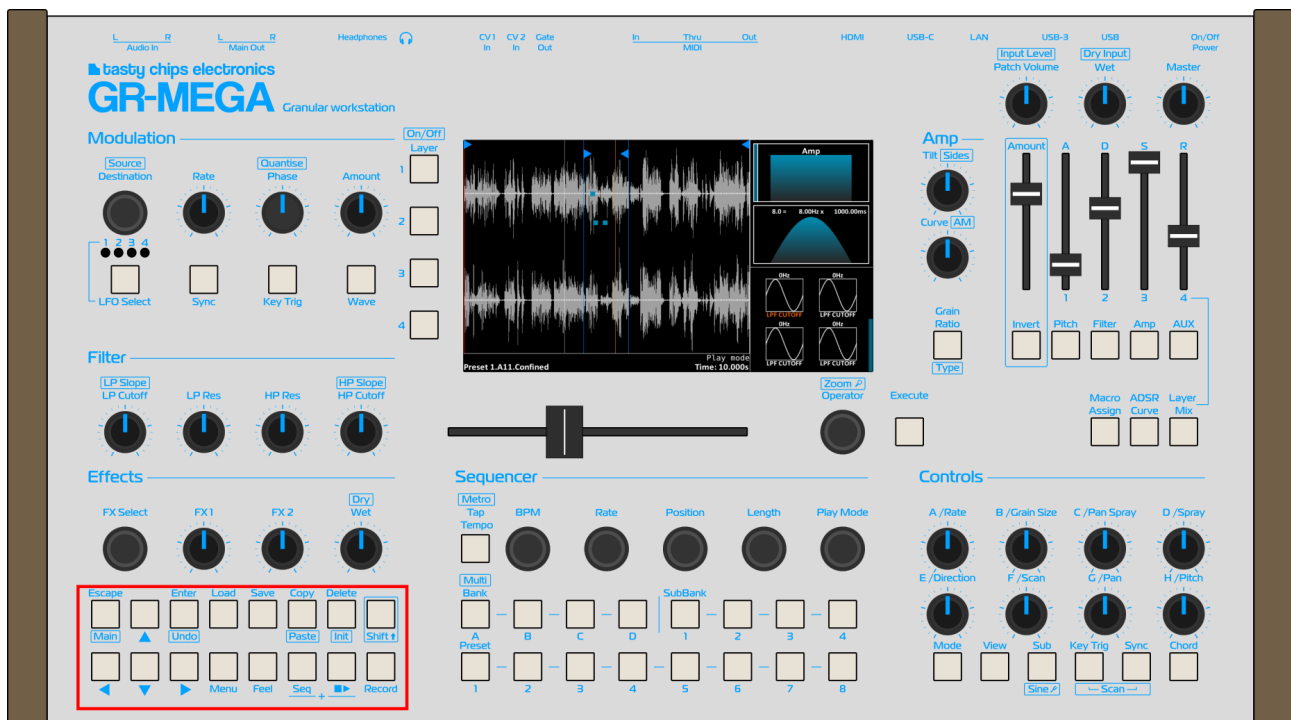 L R
Audio In
L R
Main Out
Headphones
CV1 In
CV 2 In
Gate Out
In Thru Out
MIDI
HDMI
USB-C
LAN
USB-3
USB
On/Off
Power
tasty chips electronics
GR-MEGA Granular workstation
Input Level
Patch Volume
Dry Input
Wet
Master
Modulation
On/Off
Layer
1
2
3
4
Source
Destination
Rate
Quantise
Phase
Amount
1 2 3 4
LFO Select
Sync
Key Trig
Wave
Amp
8.0 = 8.00Hz x 1000.00ms
0Hz
LPF CUTOFF
0Hz
LPF CUTOFF
0Hz
LPF CUTOFF
0Hz
LPF CUTOFF
Play mode
Preset 1.A11.Confined
Time: 10.000s
Amp
Tilt Sides
Curve AM
Grain
Ratio
Type
Amount A D S R
1 2 3 4
Invert Pitch Filter Amp AUX
Macro Assign
ADSR Curve
Layer Mix
Filter
LP Slope
LP Cutoff
LP Res
HP Res
HP Slope
HP Cutoff
Zoom
Operator
Execute
Effects
FX Select
FX 1
FX 2
Dry
Wet
Escape Enter Load Save Copy Delete
Main Undo Paste Init Shift
Menu Feel Seq + Record
Sequencer
Metro
Tap
Tempo
BPM
Rate
Position
Length
Play Mode
Multi
Bank
SubBank
A B C D 1 2 3 4
Preset
1 2 3 4 5 6 7 8
Controls
A /Rate B /Grain Size C /Pan Spray D /Spray
E /Direction F /Scan G /Pan H /Pitch
Mode View Sub Key Trig Sync Chord
Sine
Scan